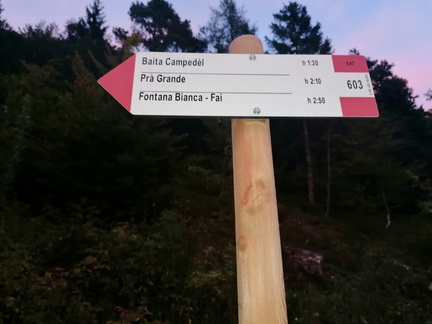 Baita Campedèl h 1:30 SAT
Prà Grande h 2:10 603
Fontana Bianca - Fai h 2:50